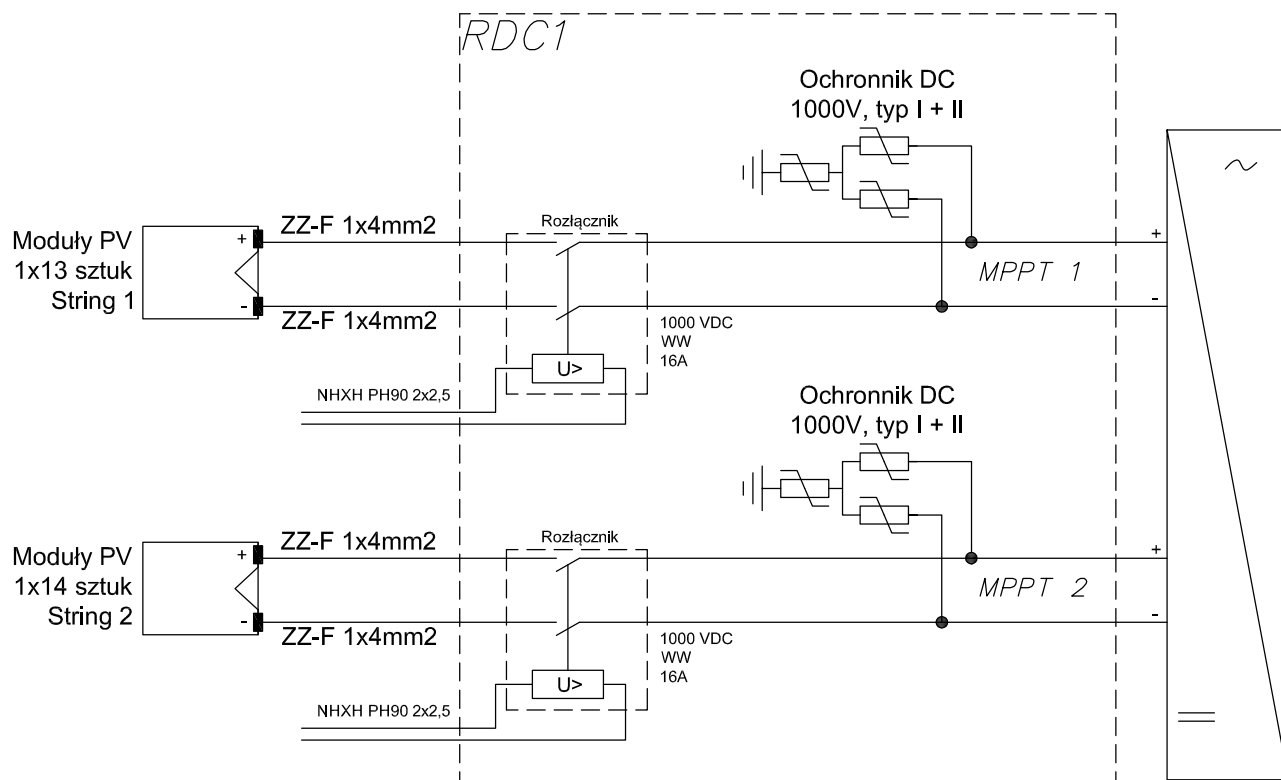 RDC1
Ochronnik DC
1000V, typ I + II
~
Moduły PV
1x13 sztuk
String 1
+
-
ZZ-F 1x4mm2
ZZ-F 1x4mm2
Rozłącznik
U>
1000 VDC
WW
16A
NHXH PH90 2x2,5
MPPT 1
+
-
Ochronnik DC
1000V, typ I + II
Moduły PV
1x14 sztuk
String 2
+
-
ZZ-F 1x4mm2
ZZ-F 1x4mm2
Rozłącznik
U>
1000 VDC
WW
16A
NHXH PH90 2x2,5
MPPT 2
+
-